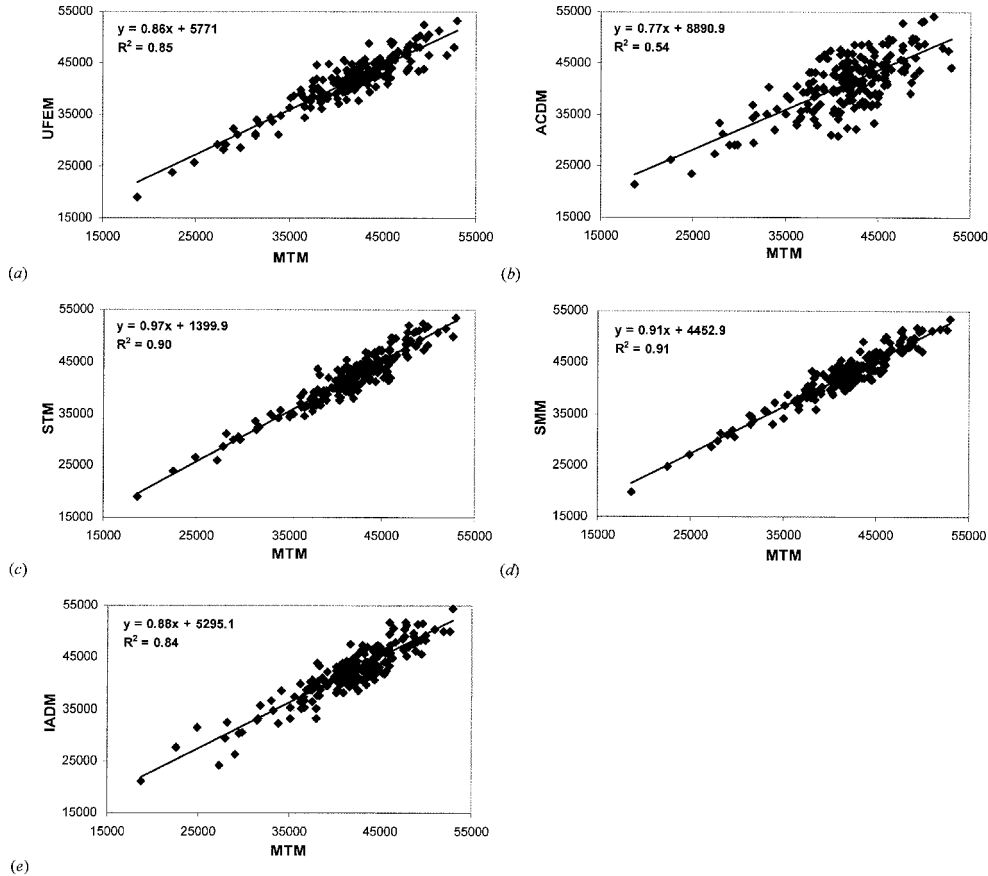 55000
45000
35000
25000
15000
UFEM
y = 0.86x + 5771
R² = 0.85
15000 25000 35000 45000 55000
MTM
(a)
55000
45000
35000
25000
15000
ACDM
y = 0.77x + 8890.9
R² = 0.54
15000 25000 35000 45000 55000
MTM
(b)
55000
45000
35000
25000
15000
STM
y = 0.97x + 1399.9
R² = 0.90
15000 25000 35000 45000 55000
MTM
(c)
55000
45000
35000
25000
15000
SMM
y = 0.91x + 4452.9
R² = 0.91
15000 25000 35000 45000 55000
MTM
(d)
55000
45000
35000
25000
15000
IADM
y = 0.88x + 5295.1
R² = 0.84
15000 25000 35000 45000 55000
MTM
(e)